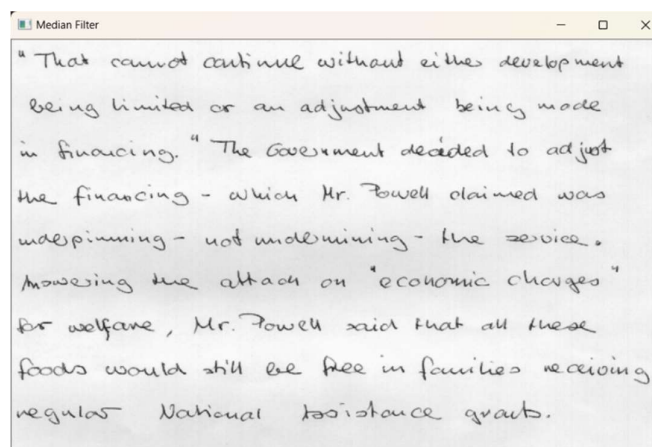 Median Filter
"That cannot continue without either development
being limited or an adjustment being made
in financing." The Government decided to adjust
the financing - which Mr. Powell claimed was
underpinning - not undermining - the service.
Answering the attack on "economic charges"
for welfare, Mr. Powell said that all these
foods would still be free in families receiving
regular National Assistance grants.